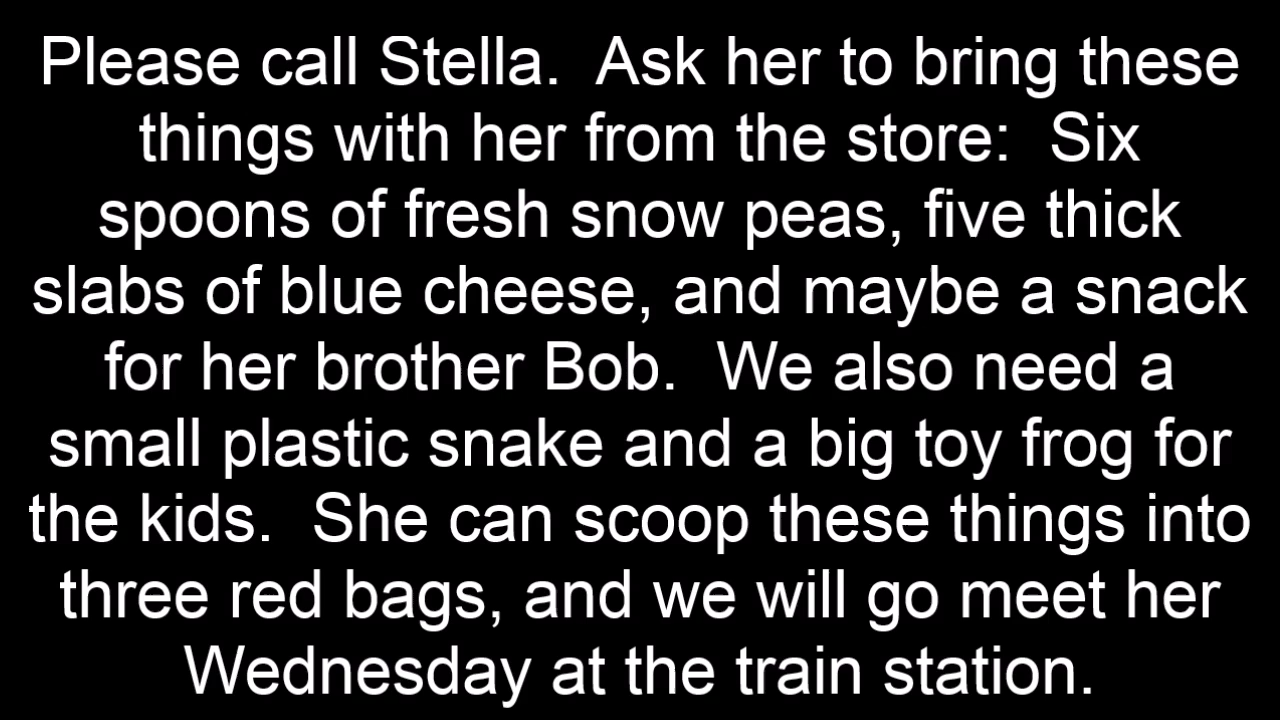 Please call Stella.  Ask her to bring these
things with her from the store:  Six
spoons of fresh snow peas, five thick
slabs of blue cheese, and maybe a snack
for her brother Bob.  We also need a
small plastic snake and a big toy frog for
the kids.  She can scoop these things into
three red bags, and we will go meet her
Wednesday at the train station.